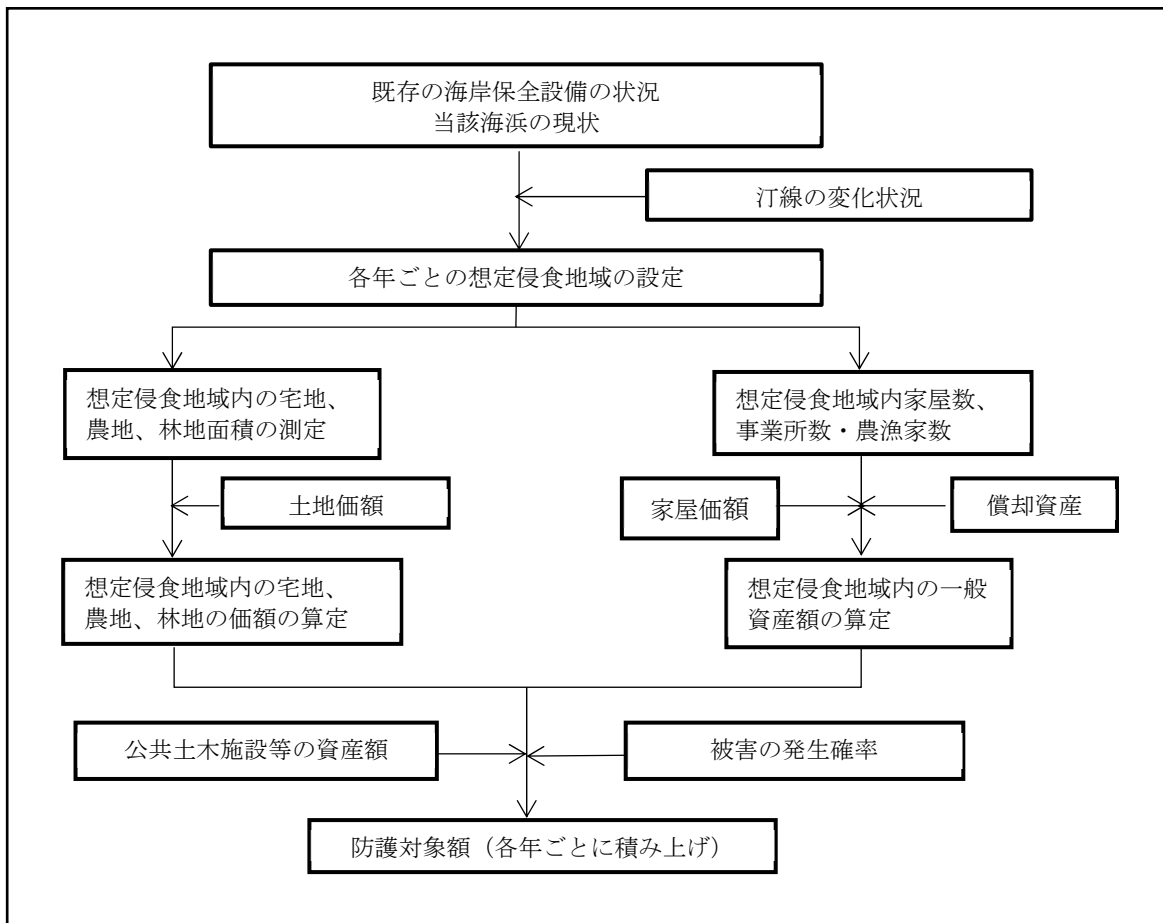 既存の海岸保全設備の状況
当該海浜の現状
汀線の変化状況
各年ごとの想定侵食地域の設定
想定侵食地域内の宅地、
農地、林地面積の測定
想定侵食地域内家屋数、
事業所数・農漁家数
土地価額
家屋価額
償却資産
想定侵食地域内の宅地、
農地、林地の価額の算定
想定侵食地域内の一般
資産額の算定
公共土木施設等の資産額
被害の発生確率
防護対象額（各年ごとに積み上げ）